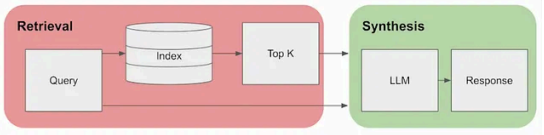 Retrieval
Query
Index
Top K
Synthesis
LLM
Response